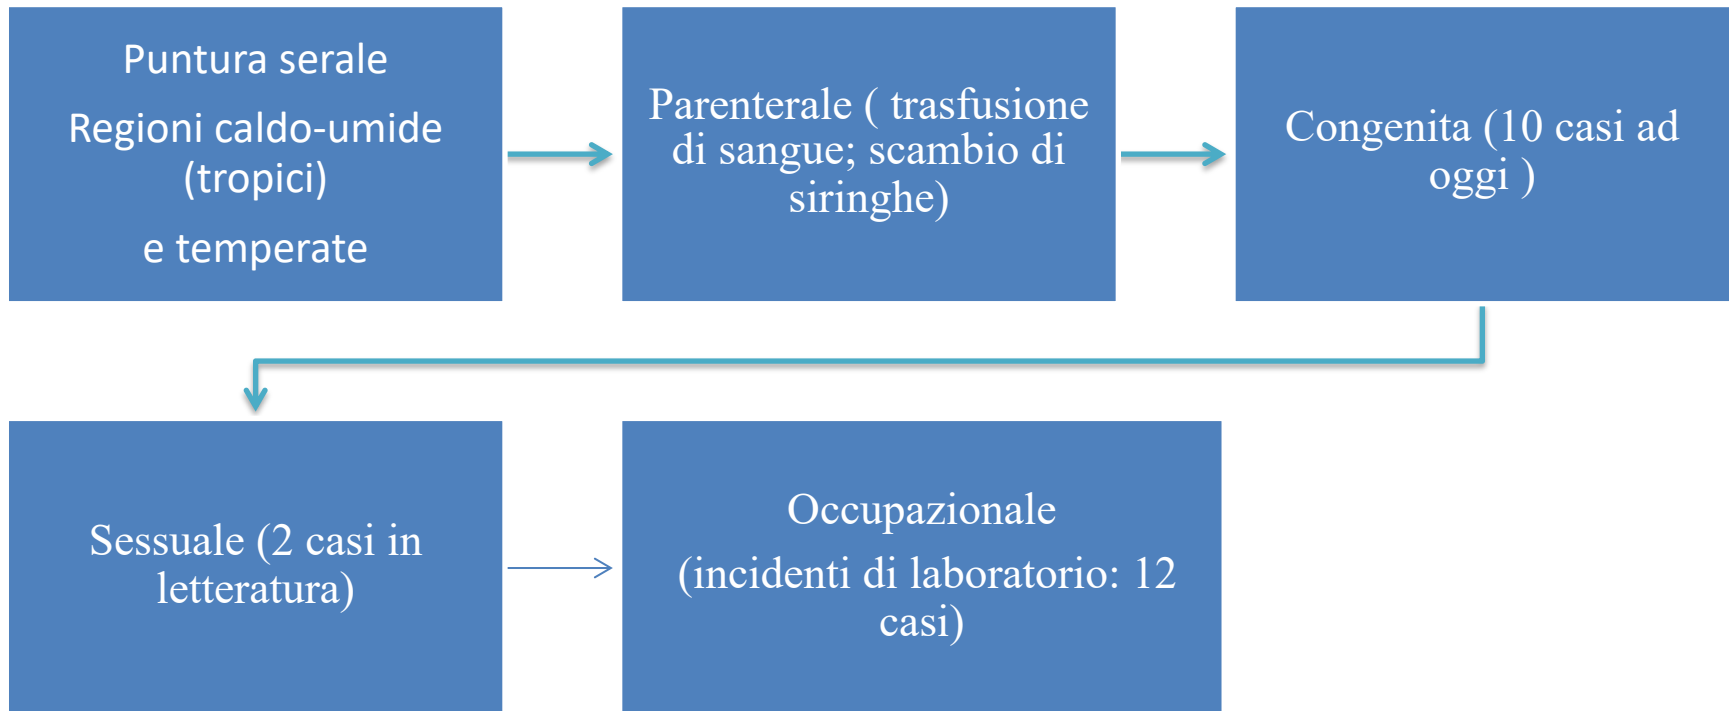 Puntura serale
Regioni caldo-umide
(tropici)
e temperate
Parenterale ( trasfusione
di sangue; scambio di
siringhe)
Congenita (10 casi ad
oggi )
Sessuale (2 casi in
letteratura)
Occupazionale
(incidenti di laboratorio: 12
casi)